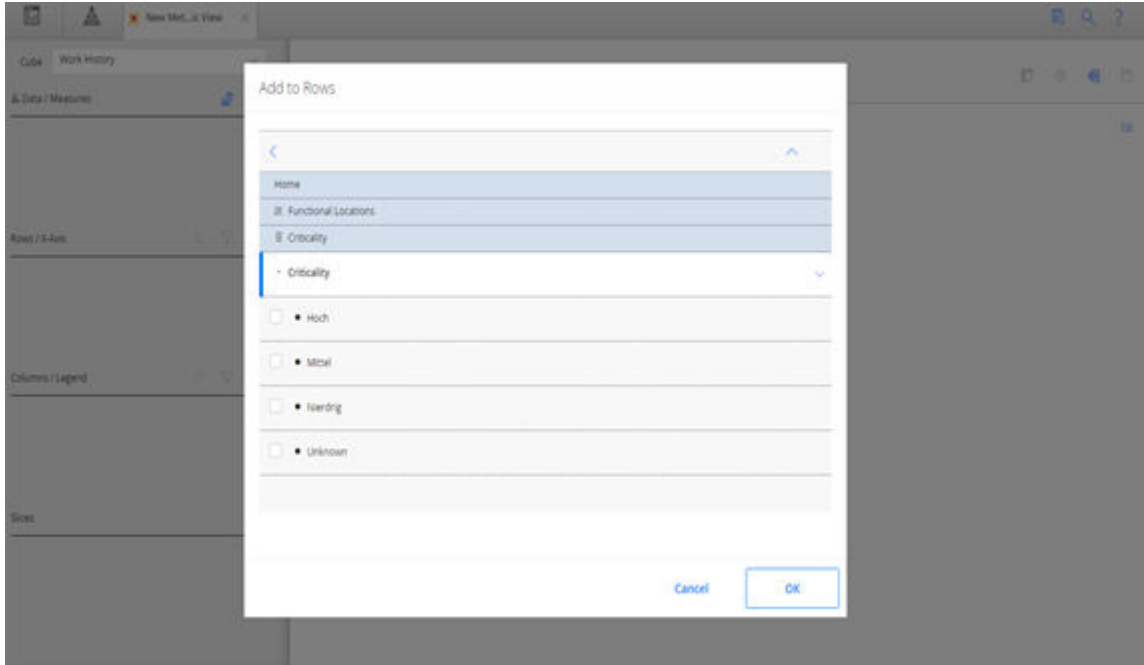 New Met...ic View
Cube Work History
Data / Measures
Rows / X-Axis
Columns / Legend
Slices
Add to Rows
Home
Functional Locations
Criticality
Criticality
Hoch
Mittel
Nierdrig
Unknown
Cancel OK